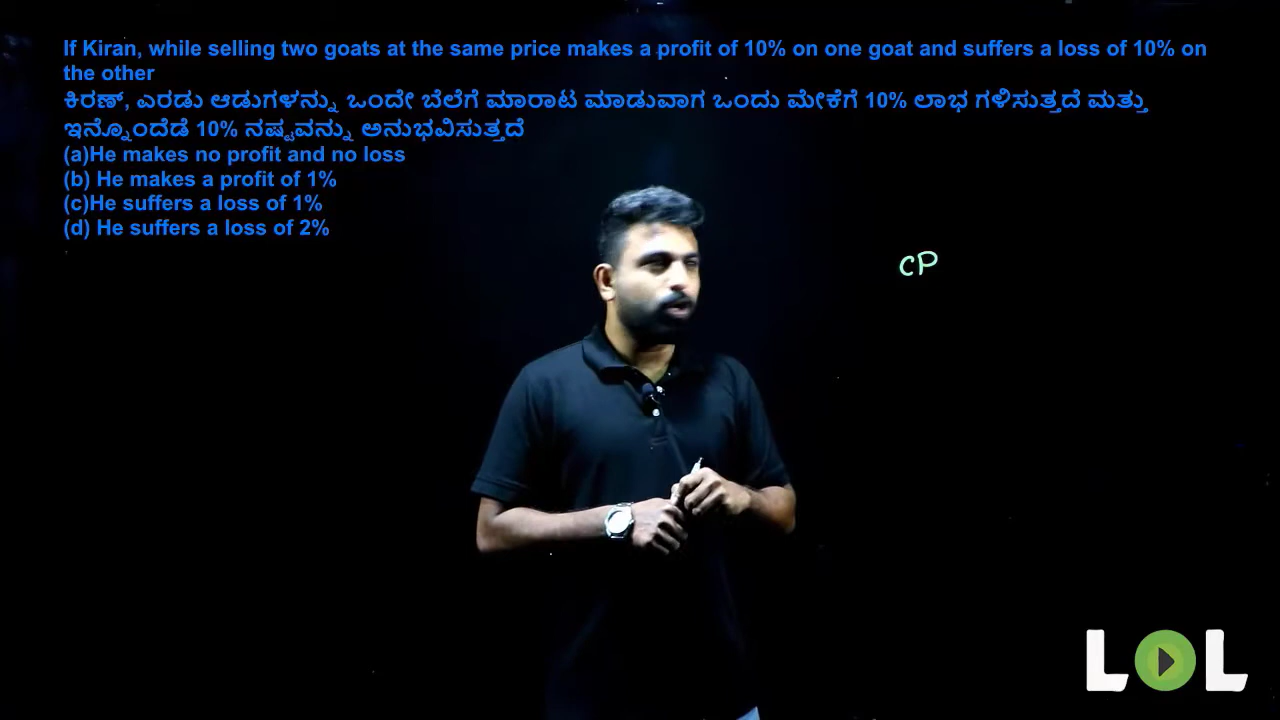 If Kiran, while selling two goats at the same price makes a profit of 10% on one goat and suffers a loss of 10% on
the other
ಕಿರಣ್, ಎರಡು ಆಡುಗಳನ್ನು ಒಂದೇ ಬೆಲೆಗೆ ಮಾರಾಟ ಮಾಡುವಾಗ ಒಂದು ಮೇಕೆಗೆ 10% ಲಾಭ ಗಳಿಸುತ್ತದೆ ಮತ್ತು
ಇನ್ನೊಂದೆಡೆ 10% ನಷ್ಟವನ್ನು ಅನುಭವಿಸುತ್ತದೆ
(a)He makes no profit and no loss
(b) He makes a profit of 1%
(c)He suffers a loss of 1%
(d) He suffers a loss of 2%
CP
LOL